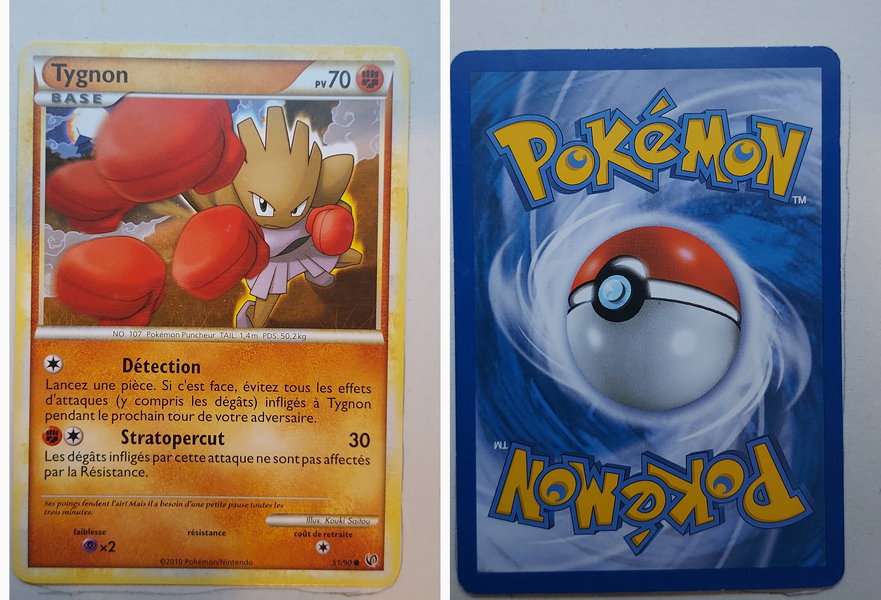 Tygnon
PV 70
BASE
NO. 107 Pokémon Puncheur TAIL: 1,4m PDS: 50,2kg
Détection
Lancez une pièce. Si c'est face, évitez tous les effets
d'attaques (y compris les dégâts) infligés à Tygnon
pendant le prochain tour de votre adversaire.
Stratopercut 30
Les dégâts infligés par cette attaque ne sont pas affectés
par la Résistance.
Ses poings fendent l'air! Mais il a besoin d'une petite pause toutes les
trois minutes.
Illus. Kouki Saitou
faiblesse résistance coût de retraite
×2
©2010 Pokémon/Nintendo
51/90
POKéMON
TM
TM
POKéMON